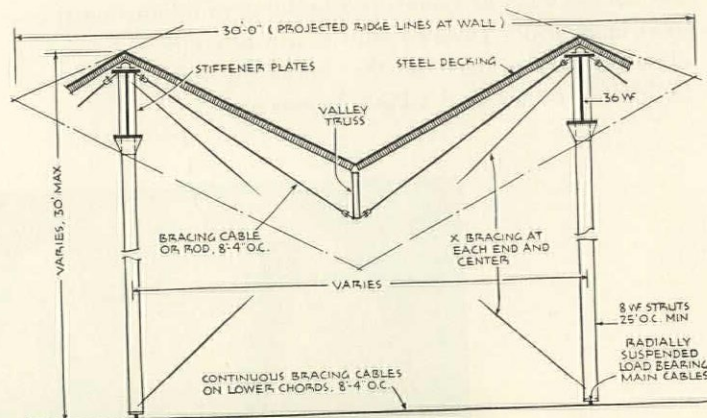 30'-0" (PROJECTED RIDGE LINES AT WALL)
STIFFENER PLATES
STEEL DECKING
VALLEY
TRUSS
36 WF
VARIES, 30' MAX
BRACING CABLE
OR ROD, 8'-4" O.C.
X BRACING AT
EACH END AND
CENTER
VARIES
8 WF STRUTS
25' O.C. MIN
RADIALLY
SUSPENDED
LOAD BEARING
MAIN CABLES
CONTINUOUS BRACING CABLES
ON LOWER CHORDS, 8'-4" O.C.